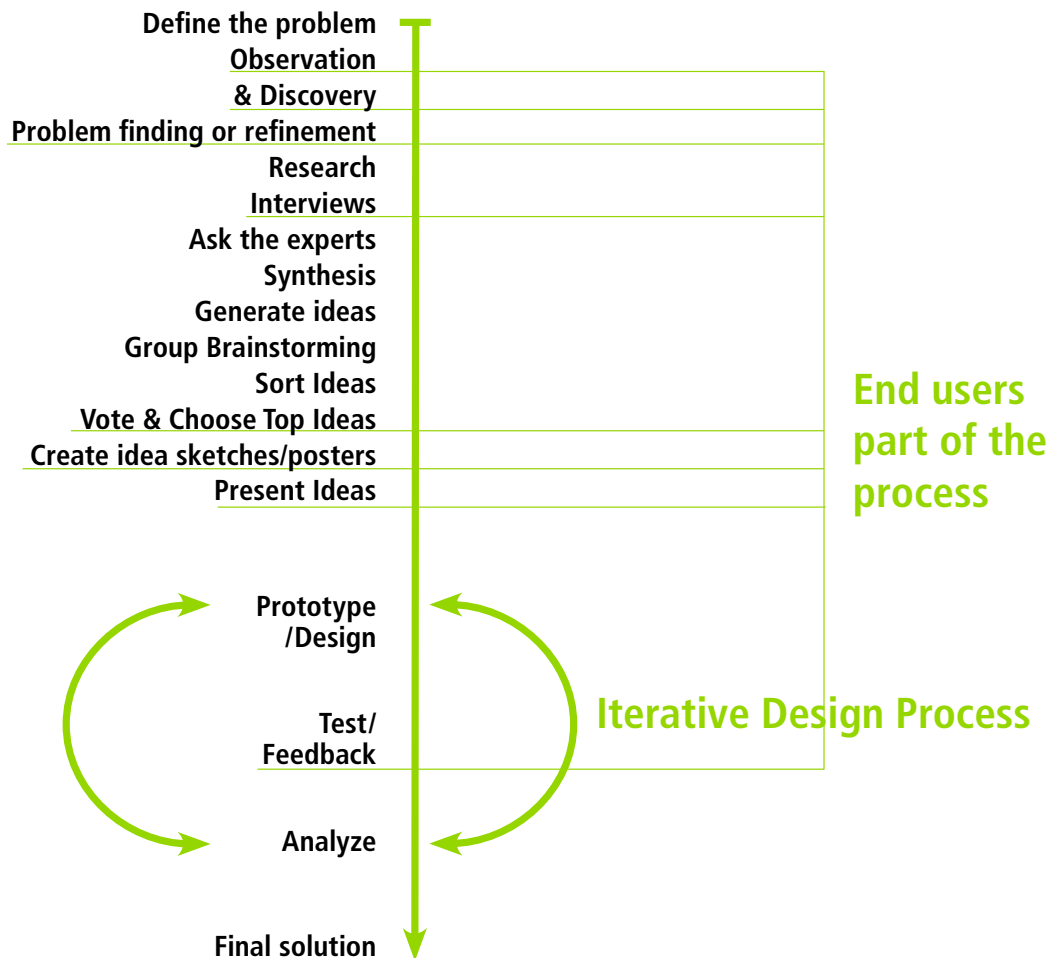 Define the problem
Observation
& Discovery
Problem finding or refinement
Research
Interviews
Ask the experts
Synthesis
Generate ideas
Group Brainstorming
Sort Ideas
Vote & Choose Top Ideas
Create idea sketches/posters
Present Ideas
End users
part of the
process
Prototype
/Design
Test/
Feedback
Iterative Design Process
Analyze
Final solution